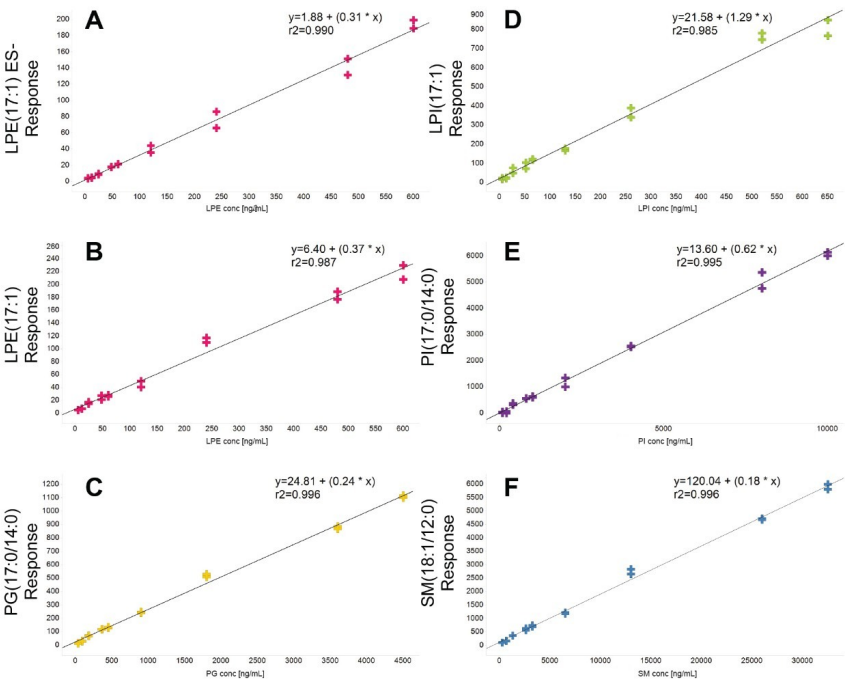 A
y=1.88 + (0.31 * x)
r2=0.990
LPE(17:1) ES-
Response
200
180
160
140
120
100
80
60
40
20
0
0 50 100 150 200 250 300 350 400 450 500 550 600
LPE conc [ng/mL]
D
y=21.58 + (1.29 * x)
r2=0.985
LPI(17:1)
Response
900
800
700
600
500
400
300
200
100
0
0 50 100 150 200 250 300 350 400 450 500 550 600 650
LPI conc [ng/mL]
B
y=6.40 + (0.37 * x)
r2=0.987
LPE(17:1)
Response
260
240
220
200
180
160
140
120
100
80
60
40
20
0
0 50 100 150 200 250 300 350 400 450 500 550 600
LPE conc [ng/mL]
E
y=13.60 + (0.62 * x)
r2=0.995
PI(17:0/14:0)
Response
6000
5000
4000
3000
2000
1000
0
0 5000 10000
PI conc [ng/mL]
C
y=24.81 + (0.24 * x)
r2=0.996
PG(17:0/14:0)
Response
1200
1100
1000
900
800
700
600
500
400
300
200
100
0
0 500 1000 1500 2000 2500 3000 3500 4000 4500
PG conc [ng/mL]
F
y=120.04 + (0.18 * x)
r2=0.996
SM(18:1/12:0)
Response
6000
5500
5000
4500
4000
3500
3000
2500
2000
1500
1000
500
0
0 5000 10000 15000 20000 25000 30000
SM conc [ng/mL]